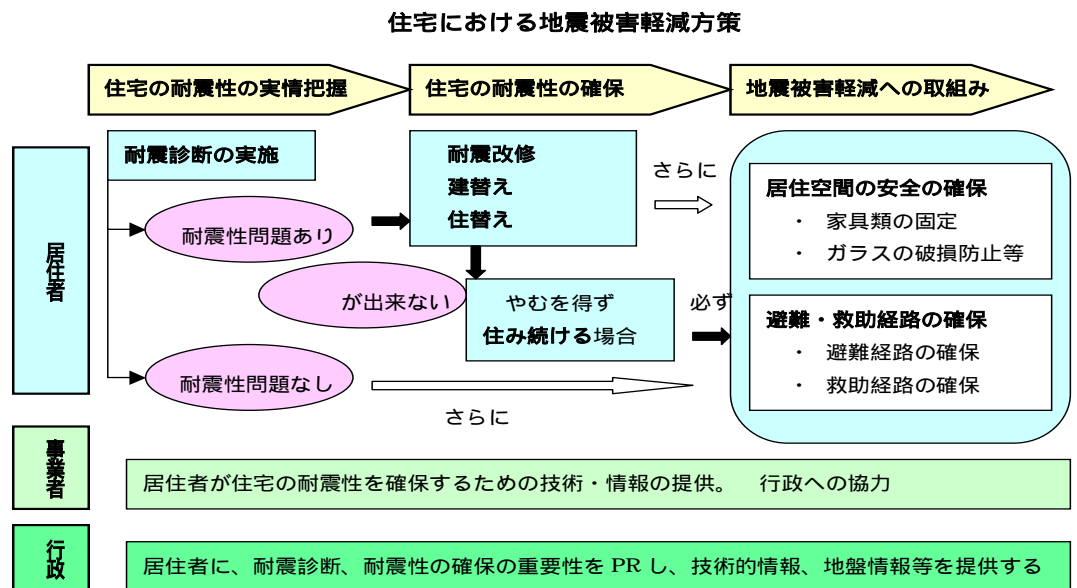 住宅における地震被害軽減方策
住宅の耐震性の実情把握
住宅の耐震性の確保
地震被害軽減への取組み
居住者
耐震診断の実施
耐震性問題あり
耐震性問題なし
耐震改修
建替え
住替え
が出来ない
やむを得ず
住み続ける場合
さらに
必ず
さらに
居住空間の安全の確保
・ 家具類の固定
・ ガラスの破損防止等
避難・救助経路の確保
・ 避難経路の確保
・ 救助経路の確保
事業者
居住者が住宅の耐震性を確保するための技術・情報の提供。 行政への協力
行政
居住者に、耐震診断、耐震性の確保の重要性を PR し、技術的情報、地盤情報等を提供する